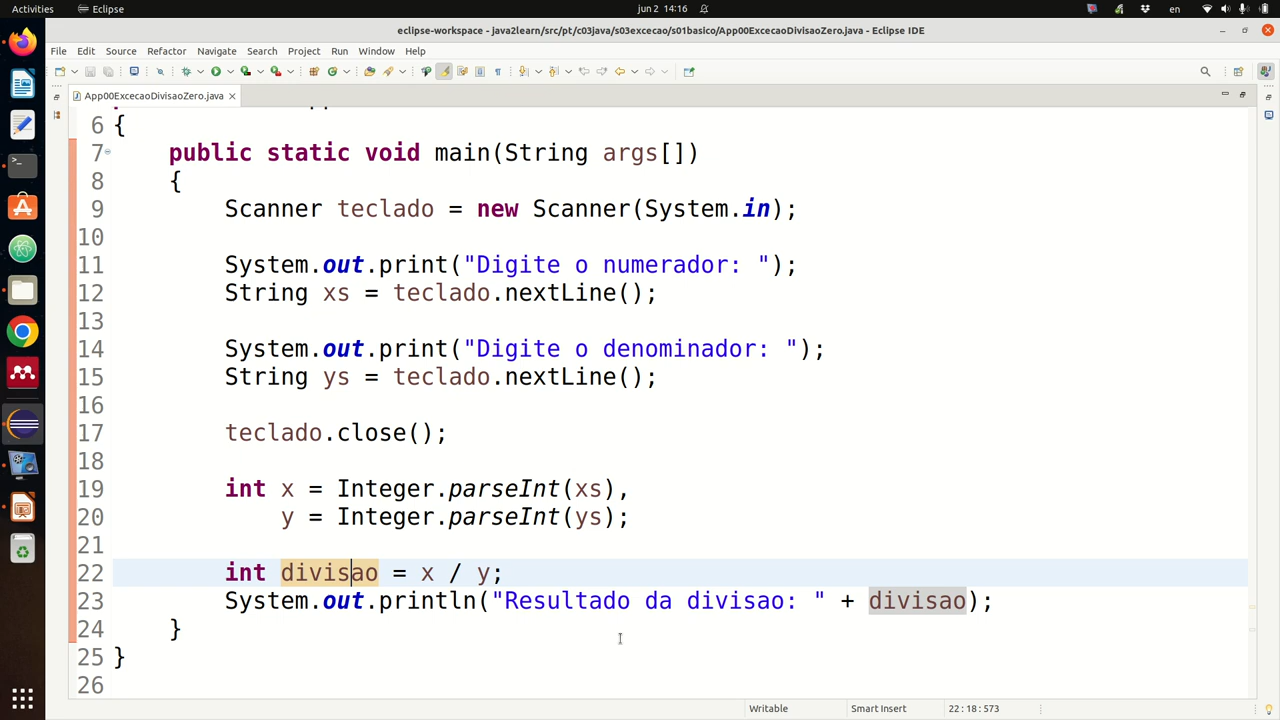 Activities
Eclipse
jun 2 14:16
en
eclipse-workspace - java2learn/src/pt/c03java/s03excecao/s01basico/App00ExcecaoDivisaoZero.java - Eclipse IDE
File Edit Source Refactor Navigate Search Project Run Window Help
App00ExcecaoDivisaoZero.java
6 {
7 public static void main(String args[])
8 {
9 Scanner teclado = new Scanner(System.in);
10
11 System.out.print("Digite o numerador: ");
12 String xs = teclado.nextLine();
13
14 System.out.print("Digite o denominador: ");
15 String ys = teclado.nextLine();
16
17 teclado.close();
18
19 int x = Integer.parseInt(xs),
20 y = Integer.parseInt(ys);
21
22 int divisao = x / y;
23 System.out.println("Resultado da divisao: " + divisao);
24 }
25 }
26
Writable Smart Insert 22 : 18 : 573